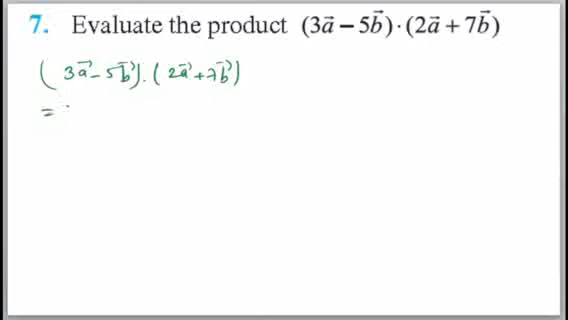 7. Evaluate the product (3a⃗ − 5b⃗)·(2a⃗ + 7b⃗)
(3a⃗ − 5b⃗).(2a⃗ + 7b⃗)
=